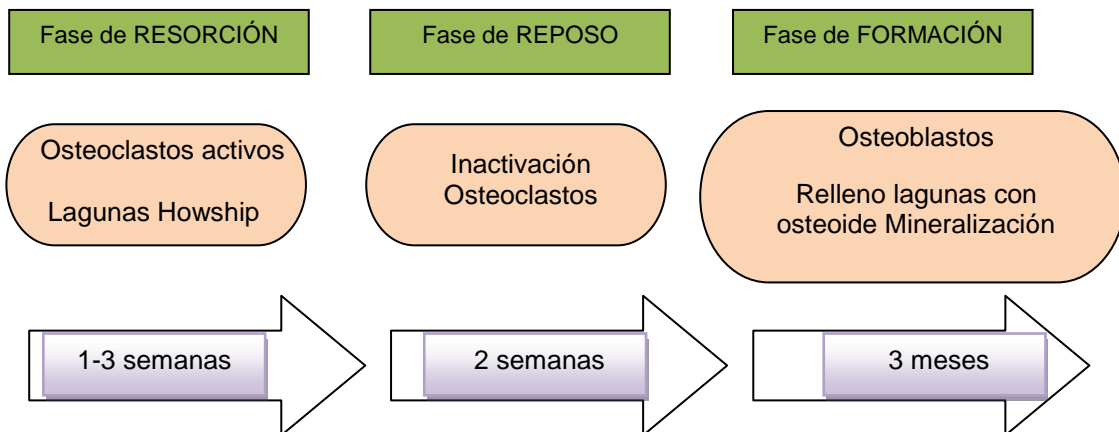 Fase de RESORCIÓN
Fase de REPOSO
Fase de FORMACIÓN
Osteoclastos activos
Lagunas Howship
Inactivación
Osteoclastos
Osteoblastos
Relleno lagunas con
osteoide Mineralización
1-3 semanas
2 semanas
3 meses